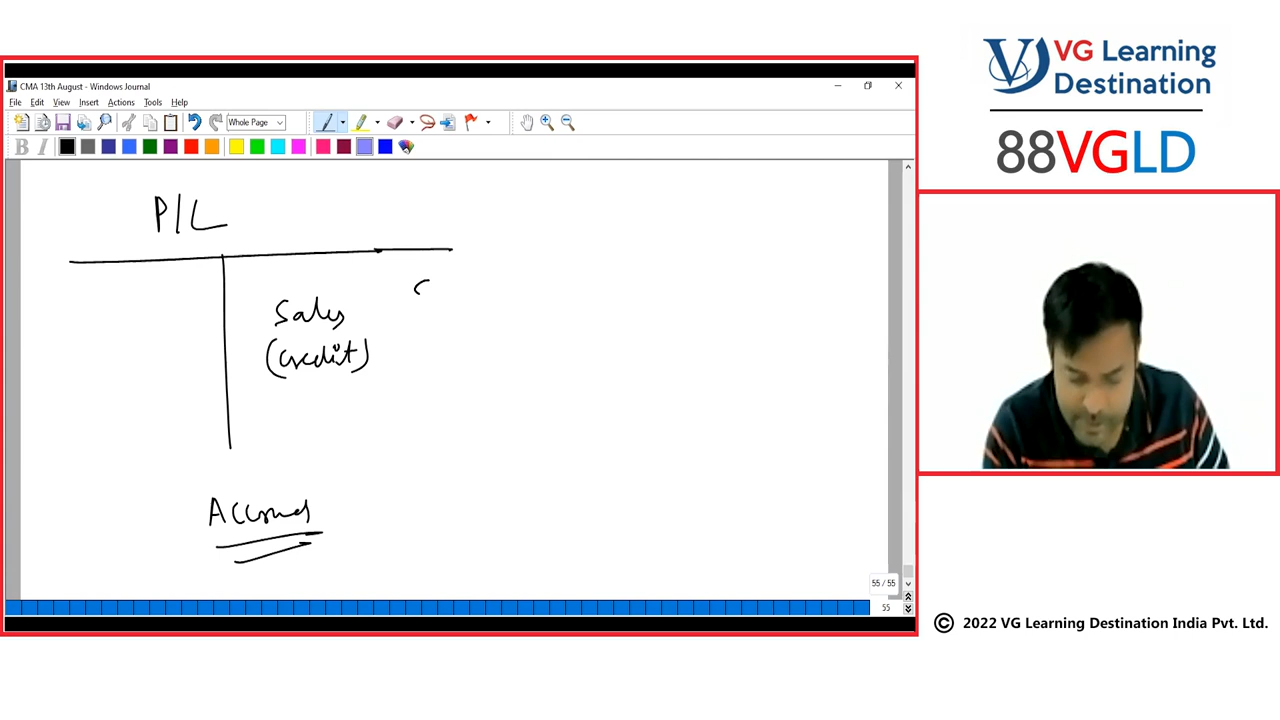 CMA 13th August - Windows Journal
File Edit View Insert Actions Tools Help
Whole Page
B I
P/L
Sales
(credit)
55 / 55
55
VG Learning
Destination
88VGLD
© 2022 VG Learning Destination India Pvt. Ltd.